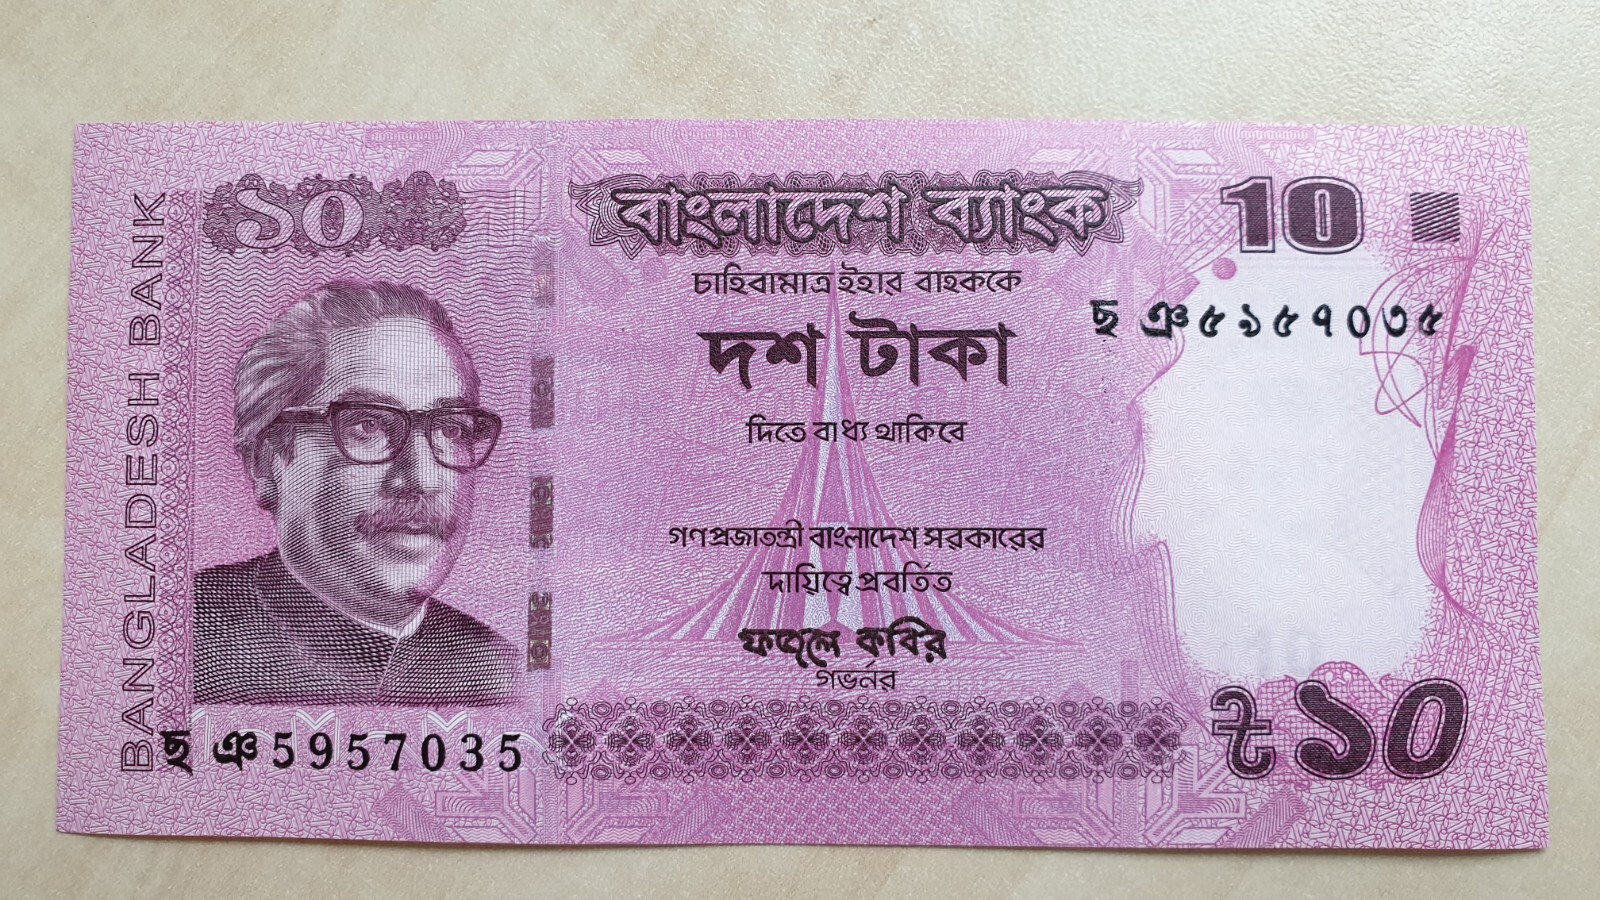 BANGLADESH BANK
১০
বাংলাদেশ ব্যাংক
10
চাহিবামাত্র ইহার বাহককে
ছ ঞ ৫৯৫৭০৩৫
দশ টাকা
দিতে বাধ্য থাকিবে
গণপ্রজাতন্ত্রী বাংলাদেশ সরকারের
দায়িত্বে প্রবর্তিত
ফজলে কবির
গভর্নর
ছ ঞ 5957035
৳১০